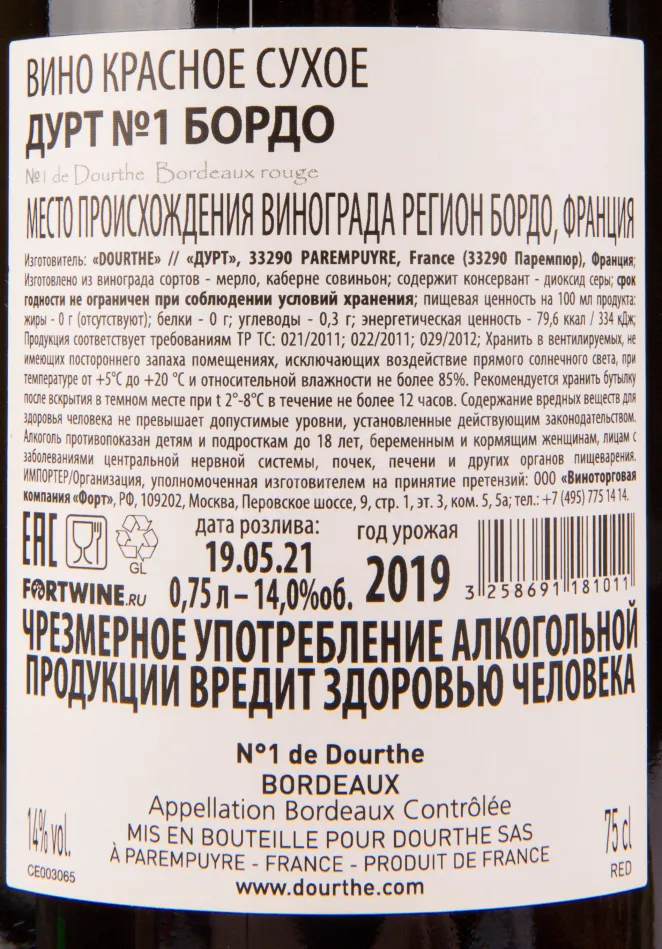 ВИНО КРАСНОЕ СУХОЕ
ДУРТ №1 БОРДО
№1 de Dourthe Bordeaux rouge
МЕСТО ПРОИСХОЖДЕНИЯ ВИНОГРАДА РЕГИОН БОРДО, ФРАНЦИЯ
Изготовитель: «DOURTHE» // «ДУРТ», 33290 PAREMPUYRE, France (33290 Паремпюр), Франция;
Изготовлено из винограда сортов - мерло, каберне совиньон; содержит консервант - диоксид серы; срок
годности не ограничен при соблюдении условий хранения; пищевая ценность на 100 мл продукта:
жиры - 0 г (отсутствуют); белки - 0 г; углеводы - 0,3 г; энергетическая ценность - 79,6 ккал / 334 кДж;
Продукция соответствует требованиям ТР ТС: 021/2011; 022/2011; 029/2012; Хранить в вентилируемых, не
имеющих постороннего запаха помещениях, исключающих воздействие прямого солнечного света, при
температуре от +5°C до +20 °C и относительной влажности не более 85%. Рекомендуется хранить бутылку
после вскрытия в темном месте при t 2°-8°C в течение не более 12 часов. Содержание вредных веществ для
здоровья человека не превышает допустимые уровни, установленные действующим законодательством.
Алкоголь противопоказан детям и подросткам до 18 лет, беременным и кормящим женщинам, лицам с
заболеваниями центральной нервной системы, почек, печени и других органов пищеварения.
ИМПОРТЕР/Организация, уполномоченная изготовителем на принятие претензий: ООО «Виноторговая
компания «Форт», РФ, 109202, Москва, Перовское шоссе, 9, стр. 1, эт. 3, ком. 5, 5а; тел.: +7 (495) 775 14 14.
EAC
GL
дата розлива:
19.05.21
год урожая
2019
3 258691 181011
FORTWINE.RU
0,75 л – 14,0%об.
ЧРЕЗМЕРНОЕ УПОТРЕБЛЕНИЕ АЛКОГОЛЬНОЙ
ПРОДУКЦИИ ВРЕДИТ ЗДОРОВЬЮ ЧЕЛОВЕКА
N°1 de Dourthe
BORDEAUX
Appellation Bordeaux Contrôlée
MIS EN BOUTEILLE POUR DOURTHE SAS
À PAREMPUYRE - FRANCE - PRODUIT DE FRANCE
www.dourthe.com
14% vol.
CE003065
75 cl
RED